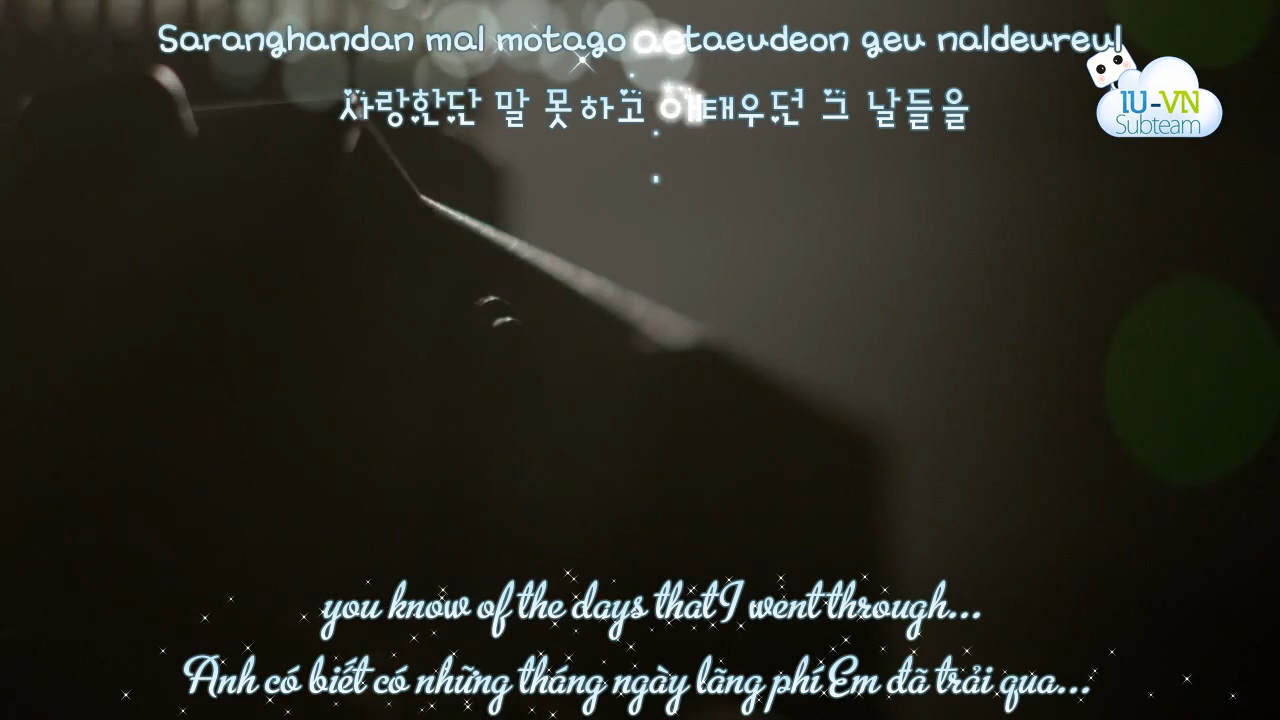 Saranghandan mal motago aetaeudeon geu naldeureul
사랑한단 말 못하고 애태우던 그 날들을
IU-VN
Subteam
you know of the days that I went through...
Anh có biết có những tháng ngày lãng phí Em đã trải qua...